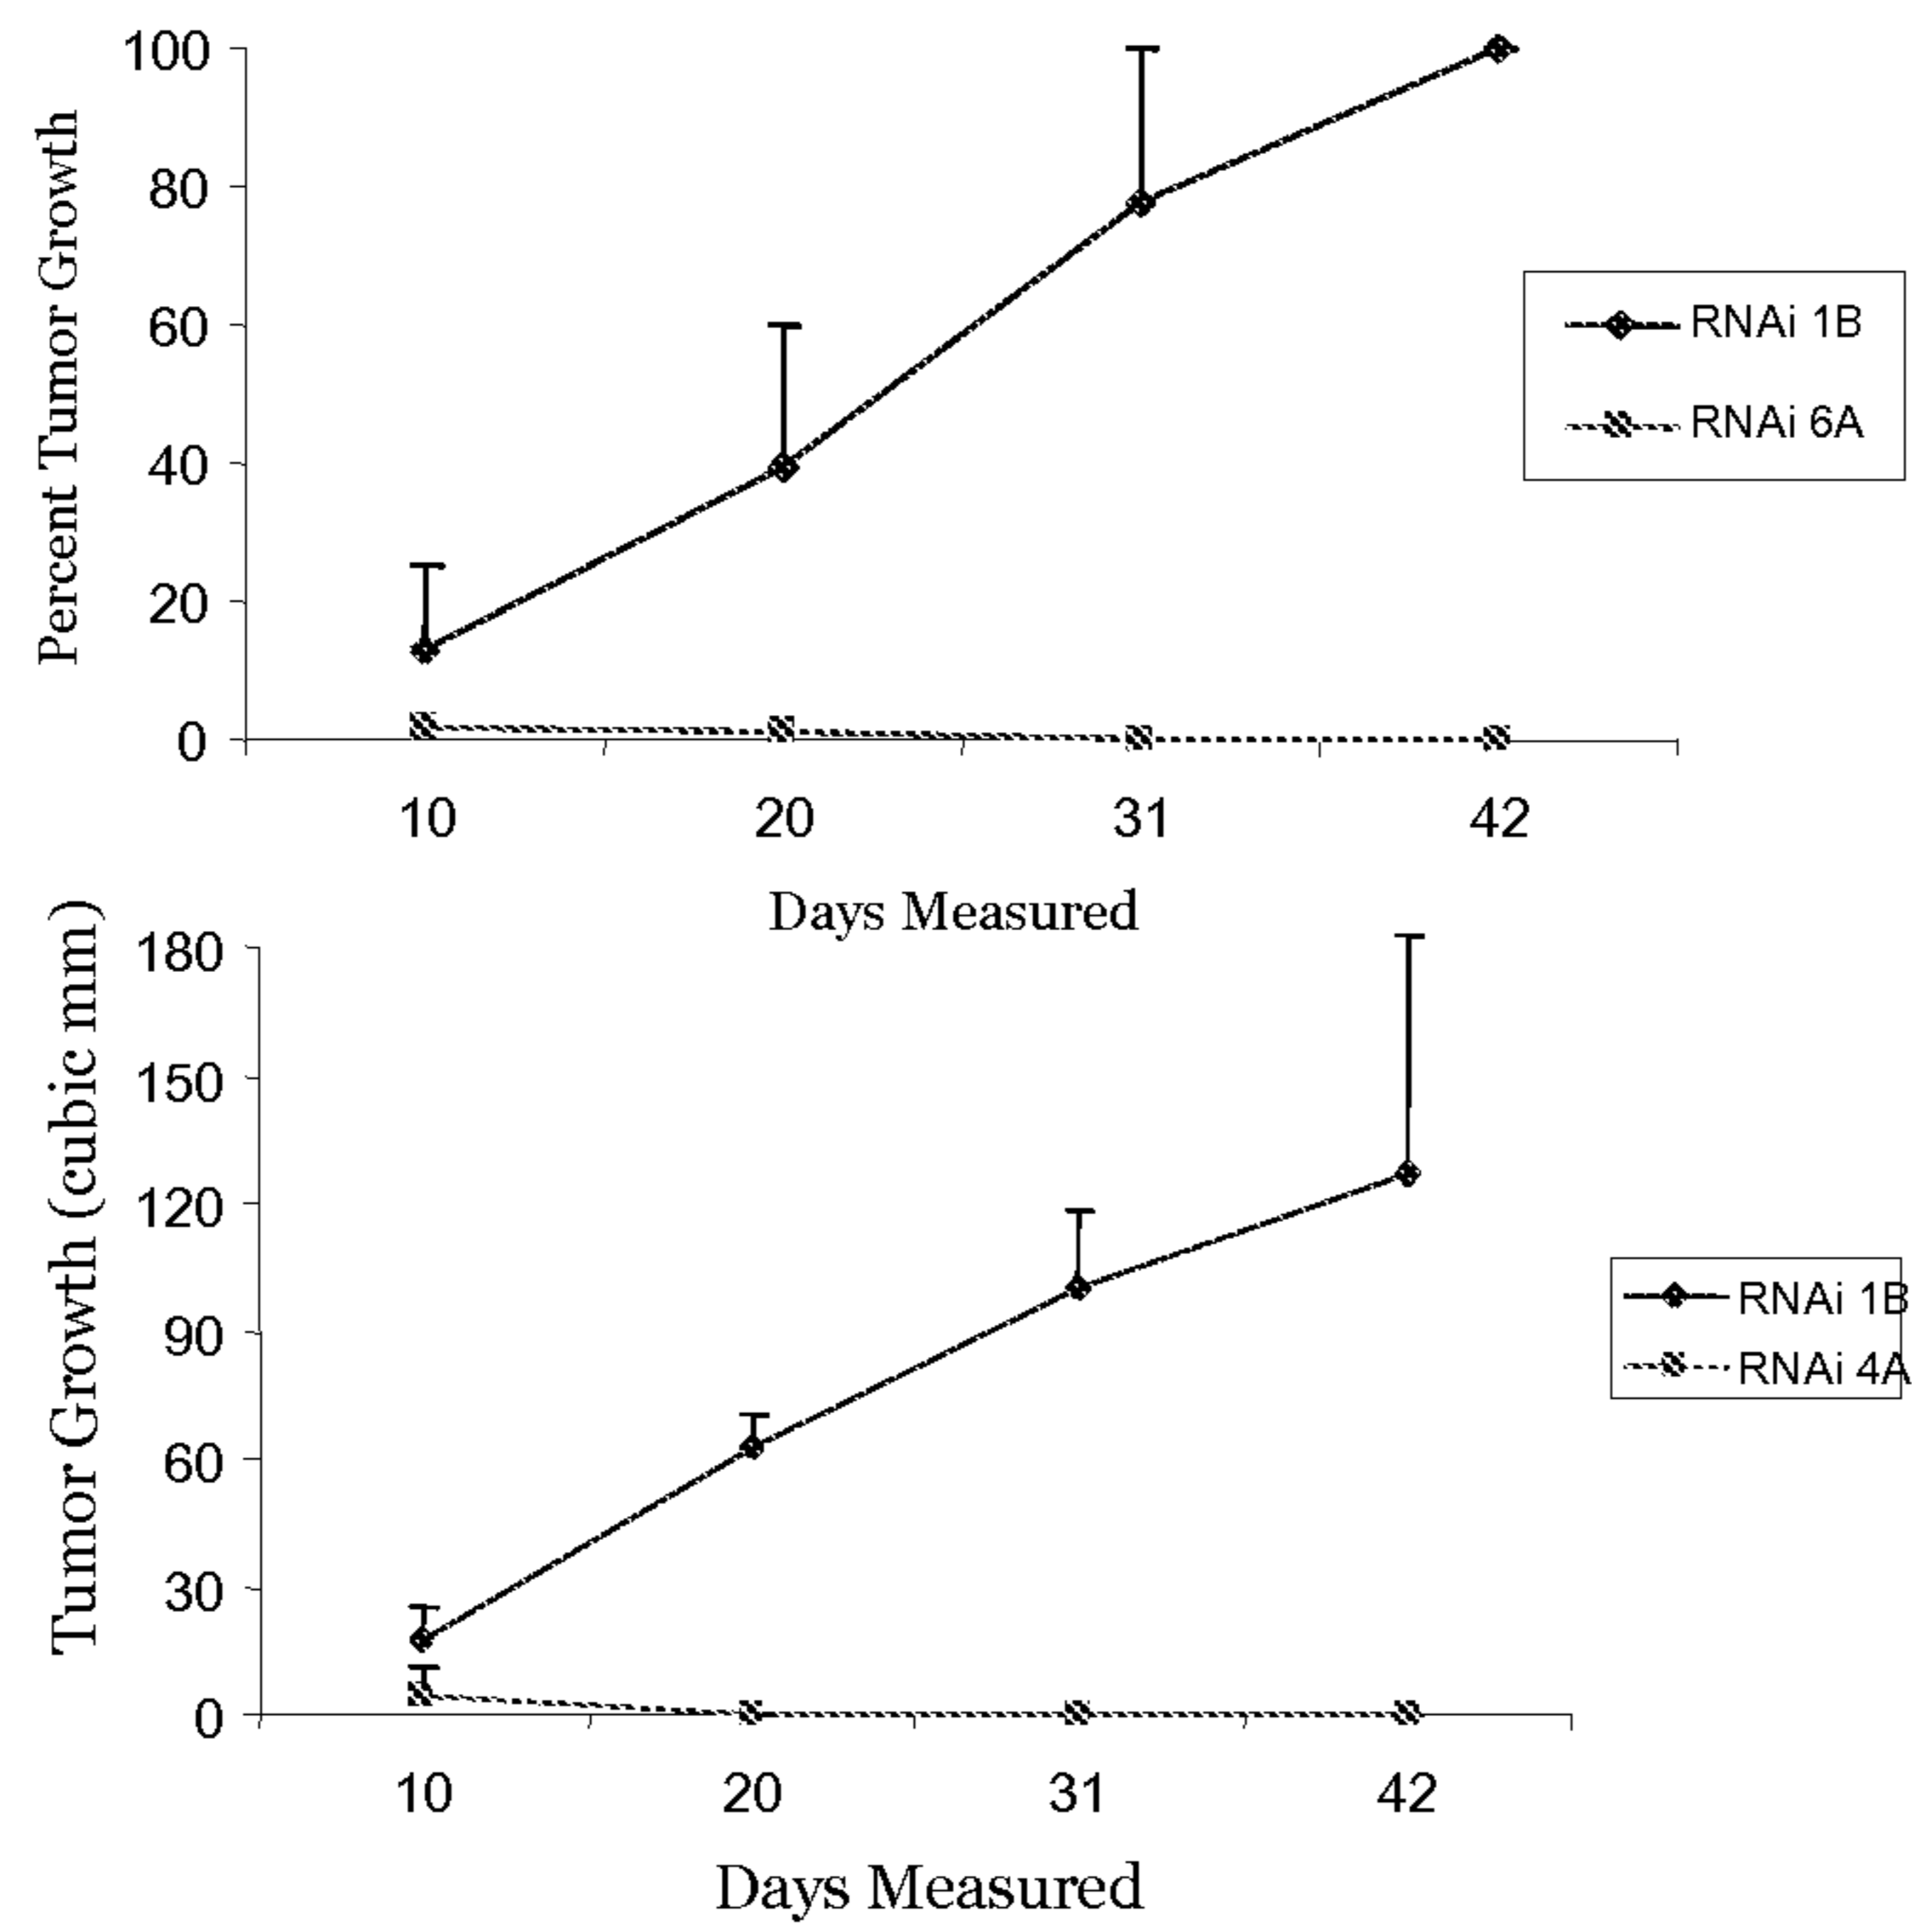 Percent Tumor Growth
100
80
60
40
20
0
10 20 31 42
Days Measured
RNAi 1B
RNAi 6A
Tumor Growth (cubic mm)
180
150
120
90
60
30
0
10 20 31 42
Days Measured
RNAi 1B
RNAi 4A